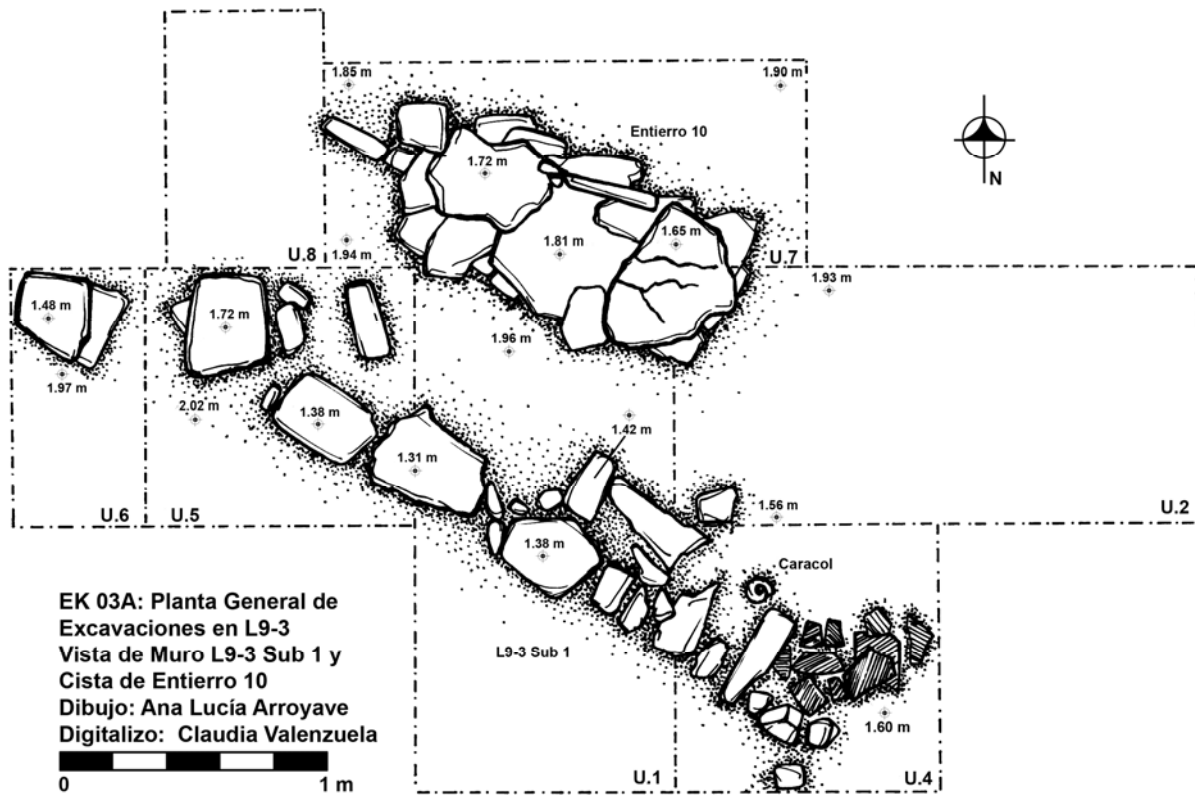 1.85 m
1.90 m
Entierro 10
N
1.72 m
1.65 m
1.81 m
1.94 m
U.8
U.7
1.93 m
1.48 m
1.72 m
1.96 m
1.97 m
2.02 m
1.38 m
1.42 m
1.31 m
U.6
U.5
1.56 m
U.2
1.38 m
Caracol
L9-3 Sub 1
1.60 m
U.1
U.4
EK 03A: Planta General de
Excavaciones en L9-3
Vista de Muro L9-3 Sub 1 y
Cista de Entierro 10
Dibujo: Ana Lucía Arroyave
Digitalizo: Claudia Valenzuela
0
1 m